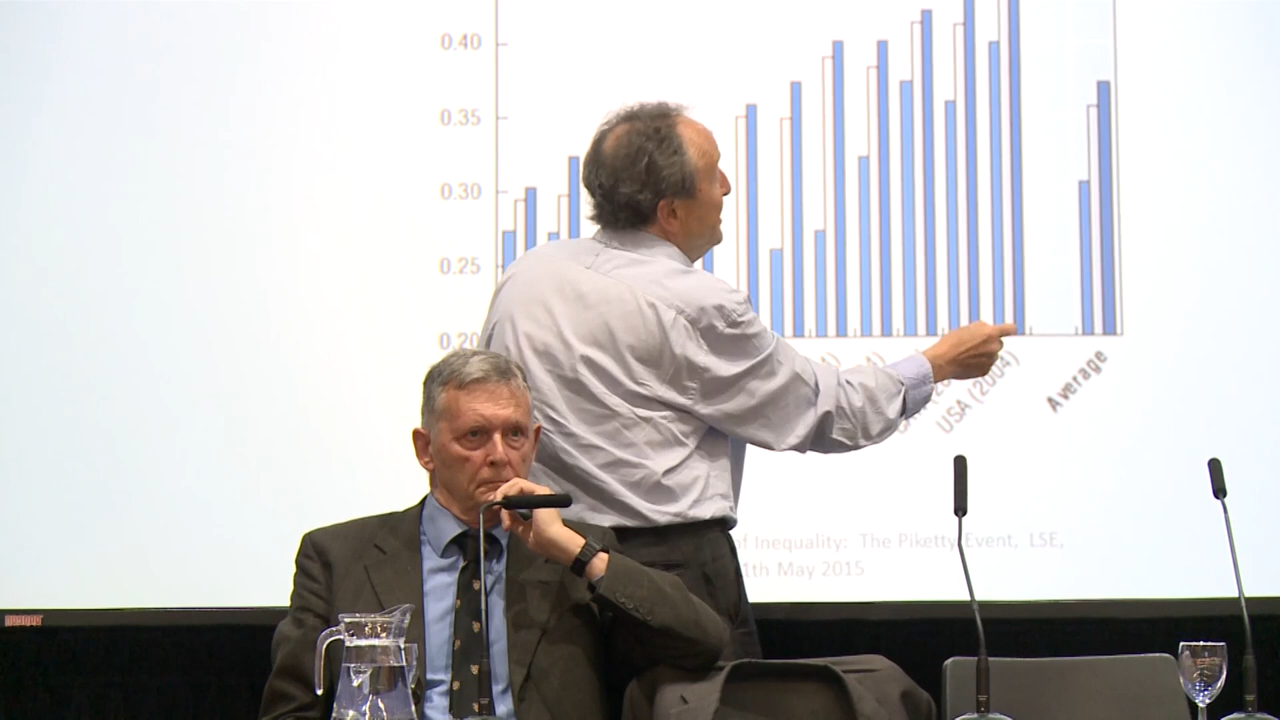 0.40
0.35
0.30
0.25
0.20
USA (2004)
Average
of Inequality: The Piketty Event, LSE,
1th May 2015